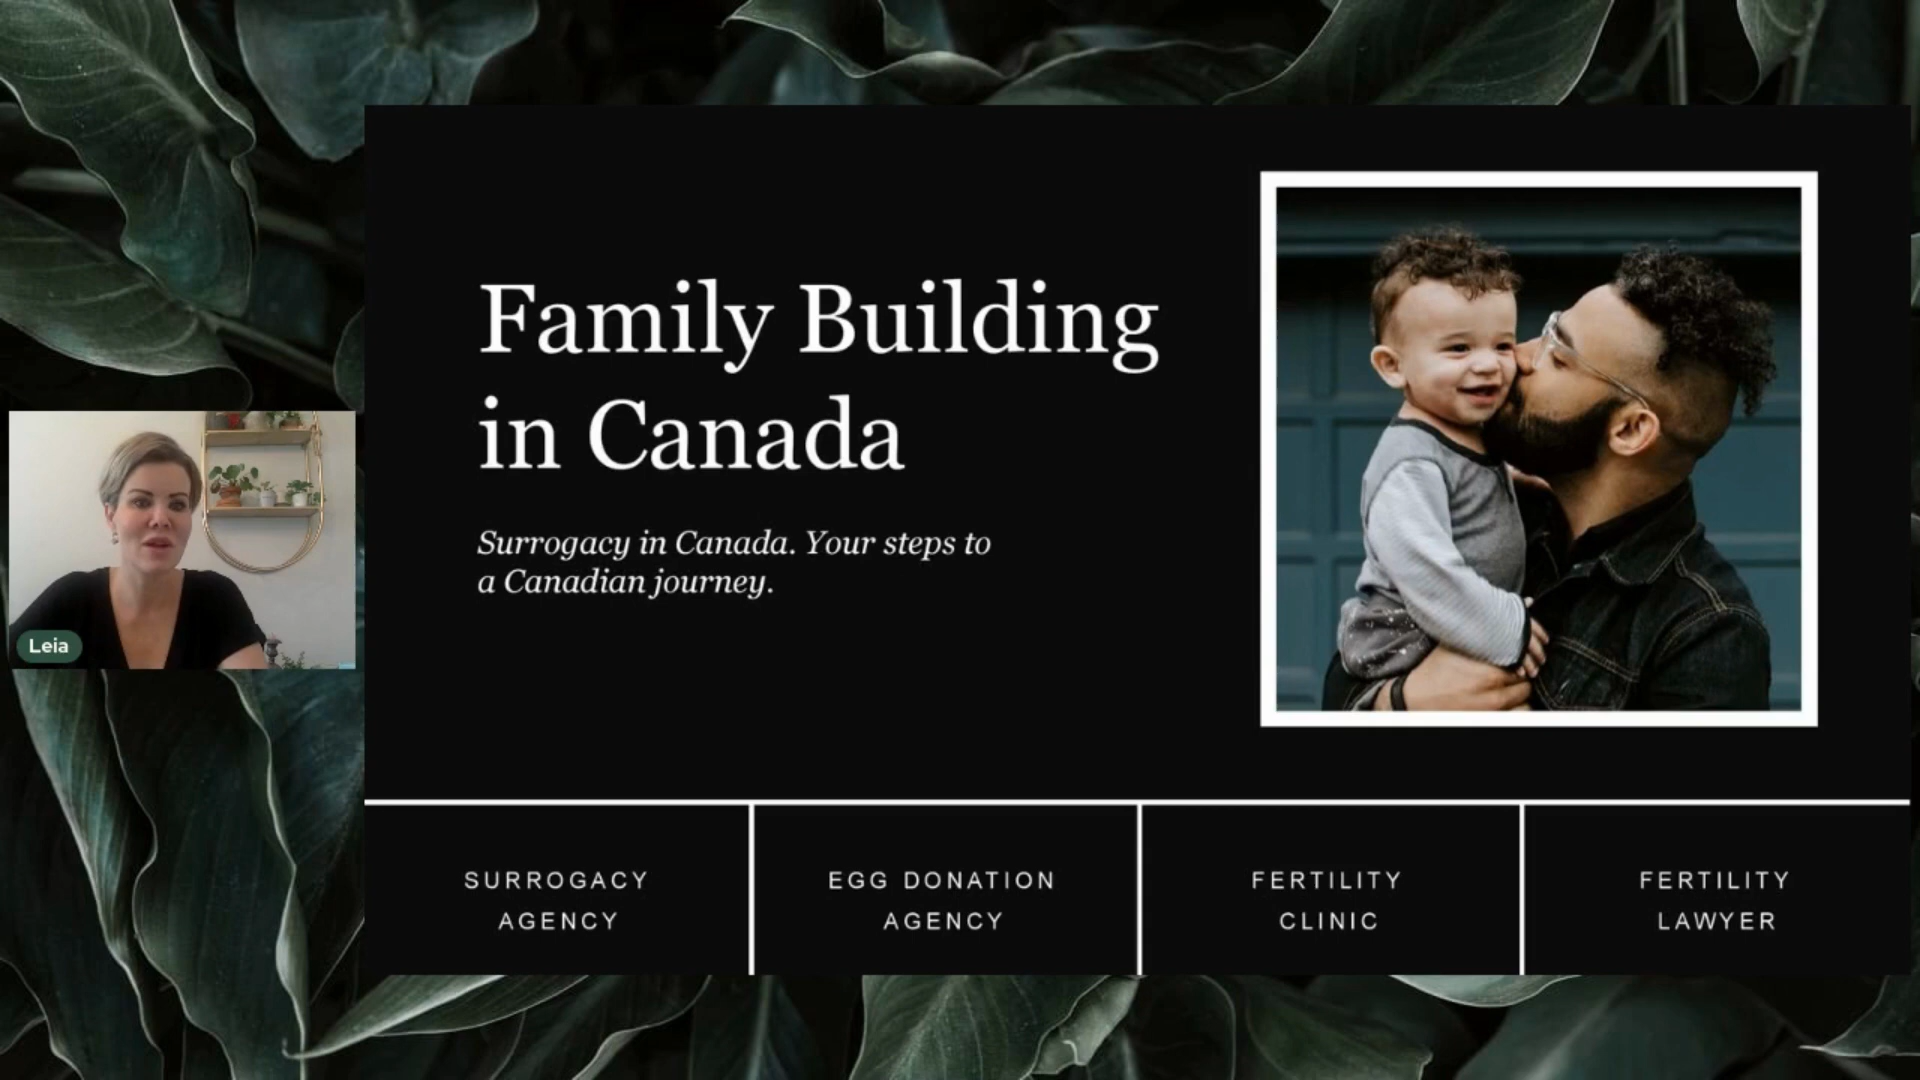 Family Building
in Canada
Surrogacy in Canada. Your steps to
a Canadian journey.
Leia
SURROGACY
AGENCY
EGG DONATION
AGENCY
FERTILITY
CLINIC
FERTILITY
LAWYER